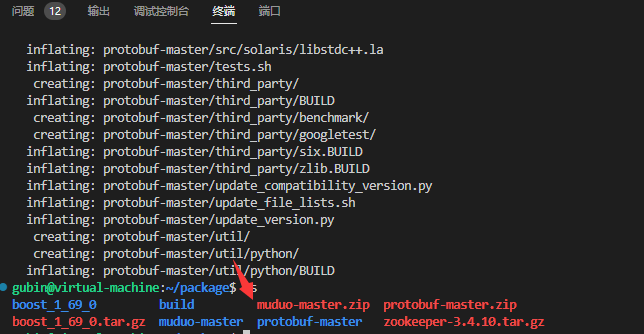 问题 12 输出 调试控制台 终端 端口
inflating: protobuf-master/src/solaris/libstdc++.la
inflating: protobuf-master/tests.sh
creating: protobuf-master/third_party/
inflating: protobuf-master/third_party/BUILD
creating: protobuf-master/third_party/benchmark/
creating: protobuf-master/third_party/googletest/
inflating: protobuf-master/third_party/six.BUILD
inflating: protobuf-master/third_party/zlib.BUILD
inflating: protobuf-master/update_compatibility_version.py
inflating: protobuf-master/update_file_lists.sh
inflating: protobuf-master/update_version.py
creating: protobuf-master/util/
creating: protobuf-master/util/python/
inflating: protobuf-master/util/python/BUILD
gubin@virtual-machine:~/package$
boost_1_69_0 build muduo-master.zip protobuf-master.zip
boost_1_69_0.tar.gz muduo-master protobuf-master zookeeper-3.4.10.tar.gz